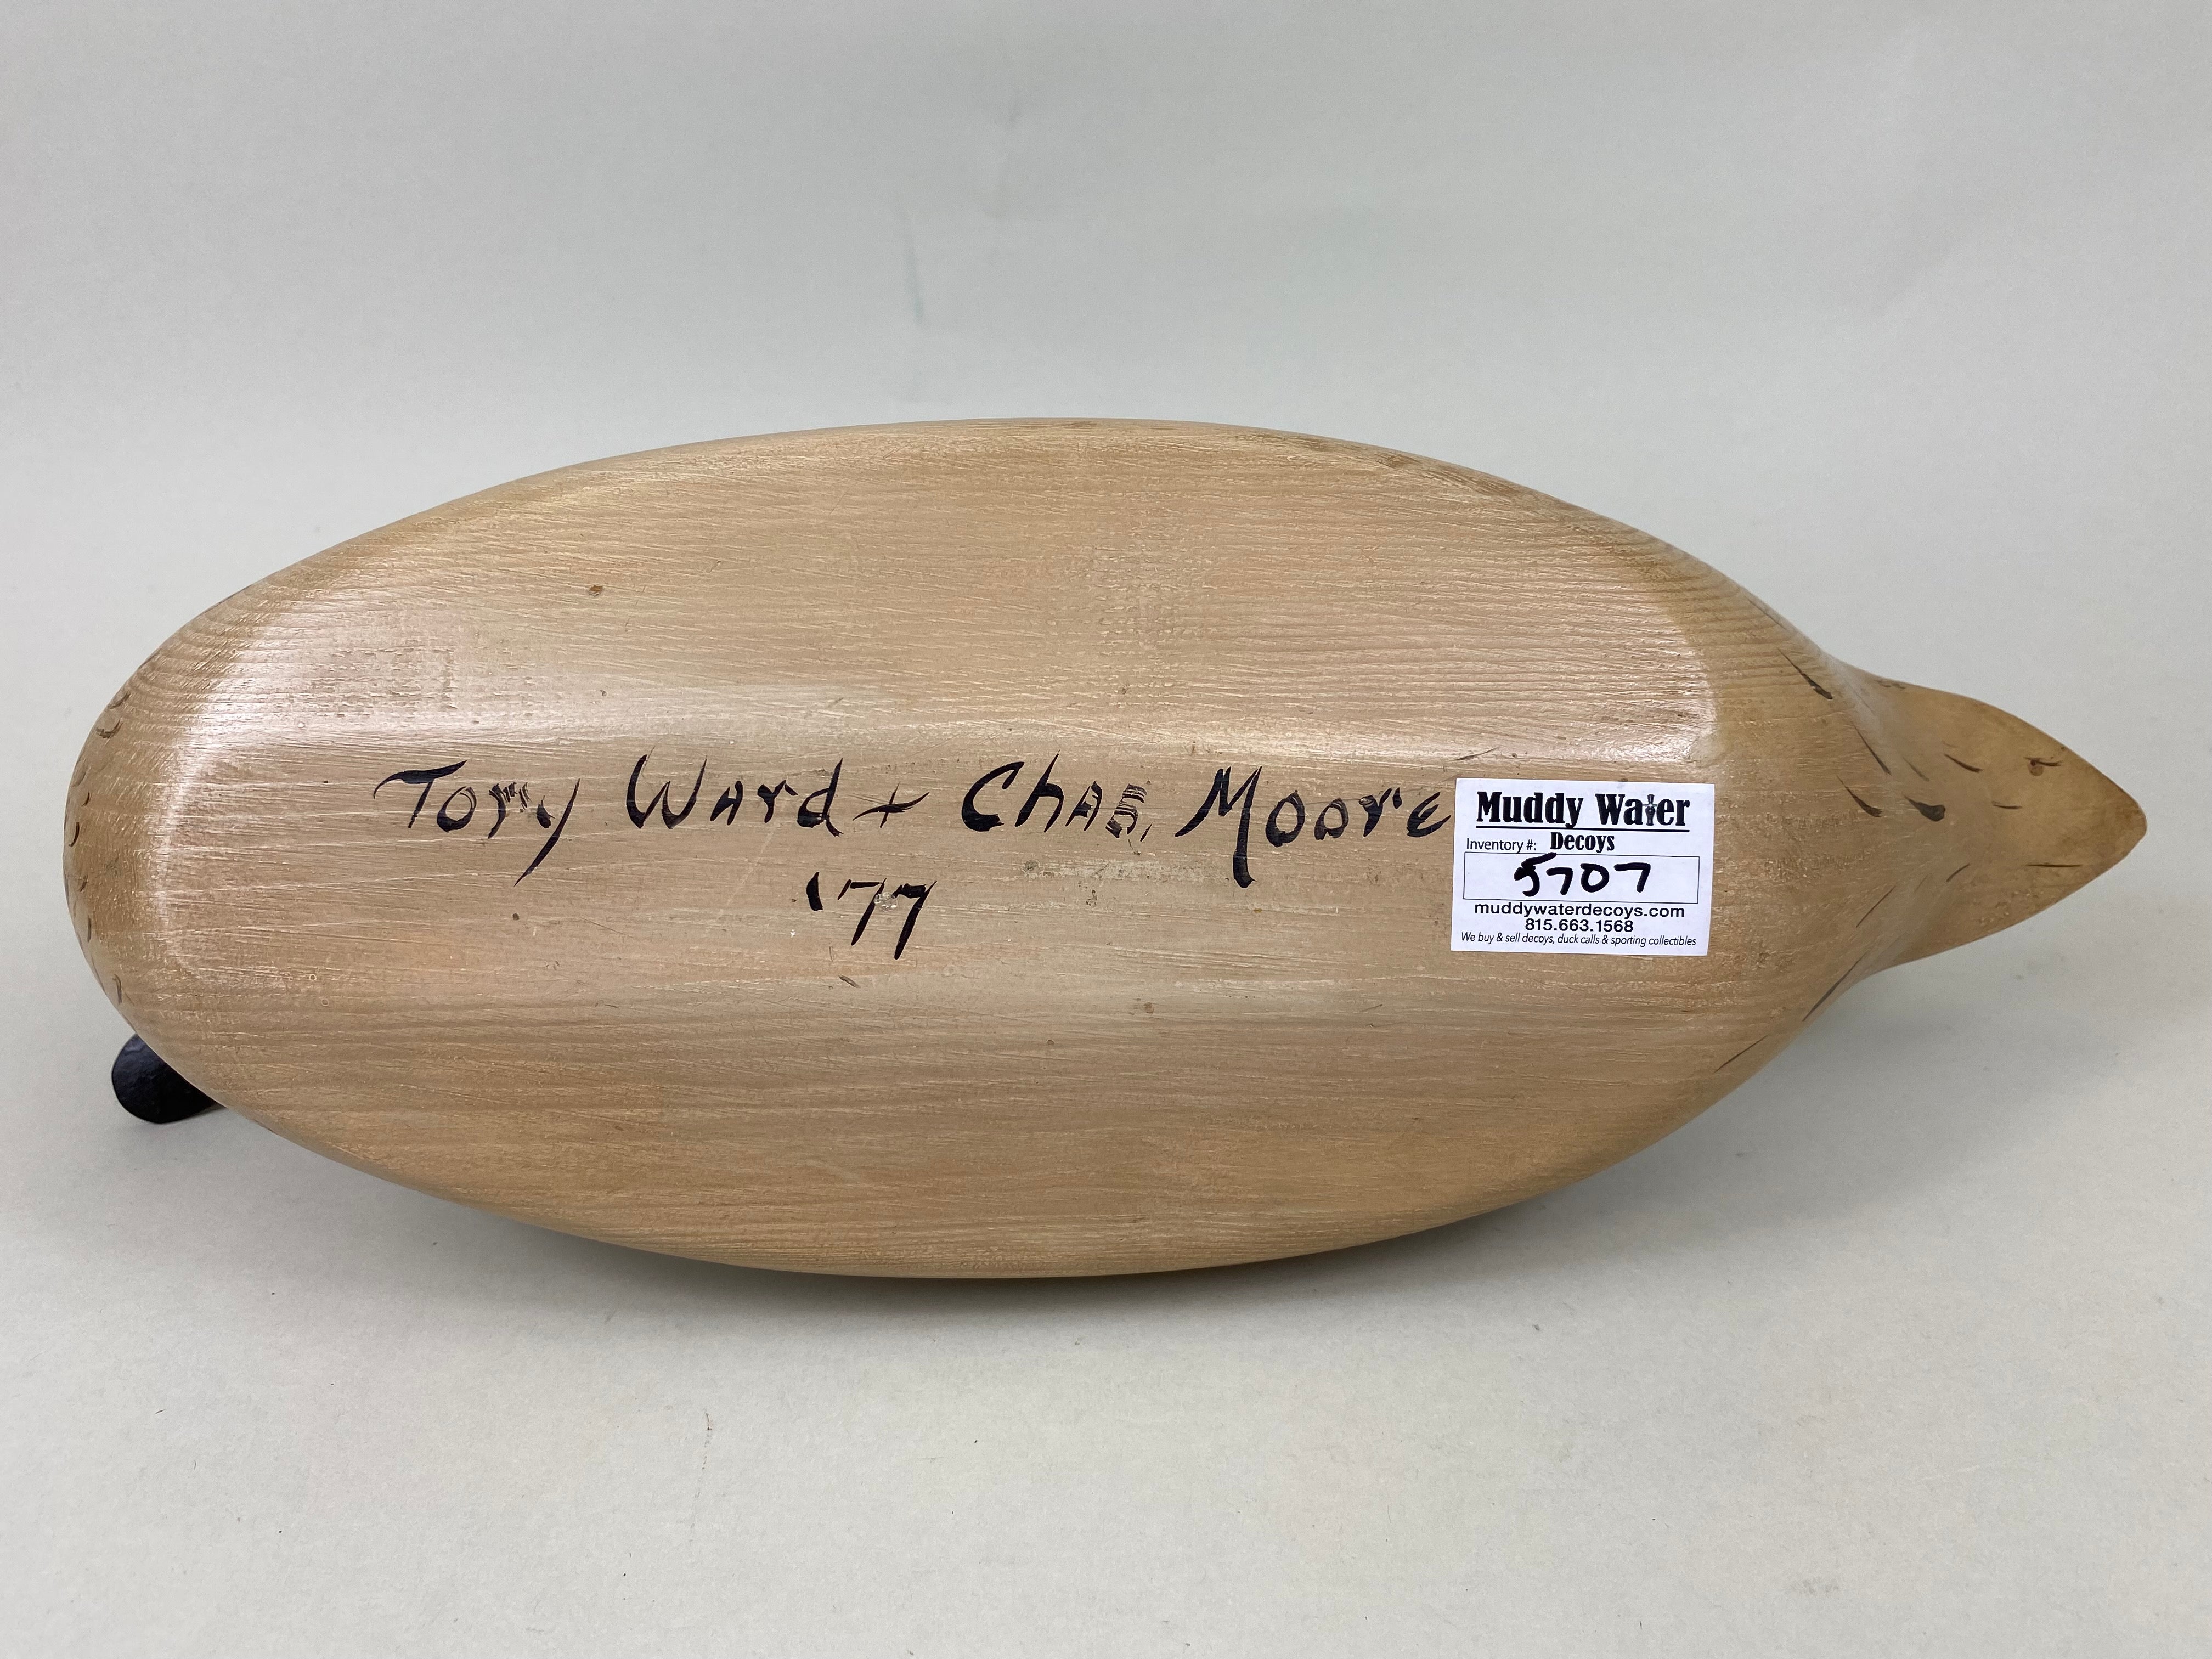 Tony Ward + Chas. Moore
'77
Muddy Water
Decoys
Inventory #:
5707
muddywaterdecoys.com
815.663.1568
We buy & sell decoys, duck calls & sporting collectibles